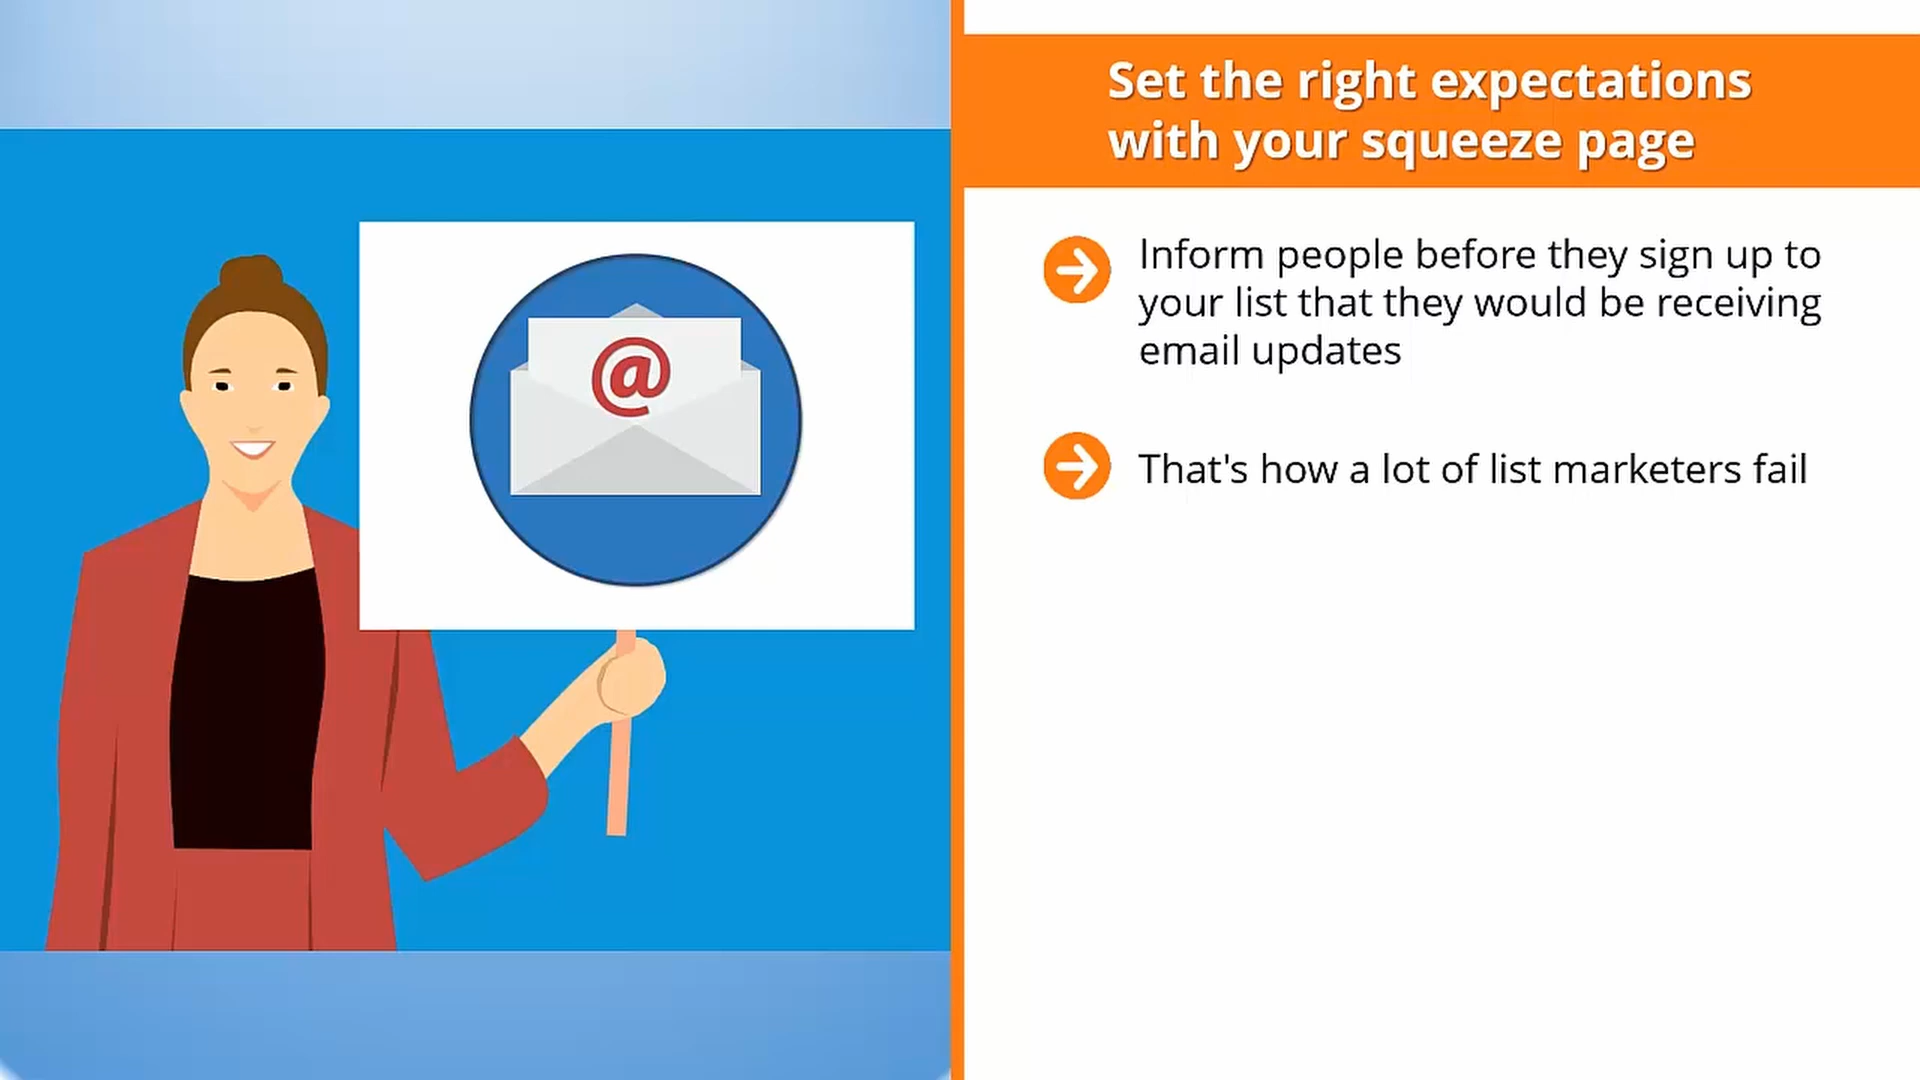 Set the right expectations
with your squeeze page
Inform people before they sign up to
your list that they would be receiving
email updates
That's how a lot of list marketers fail
@